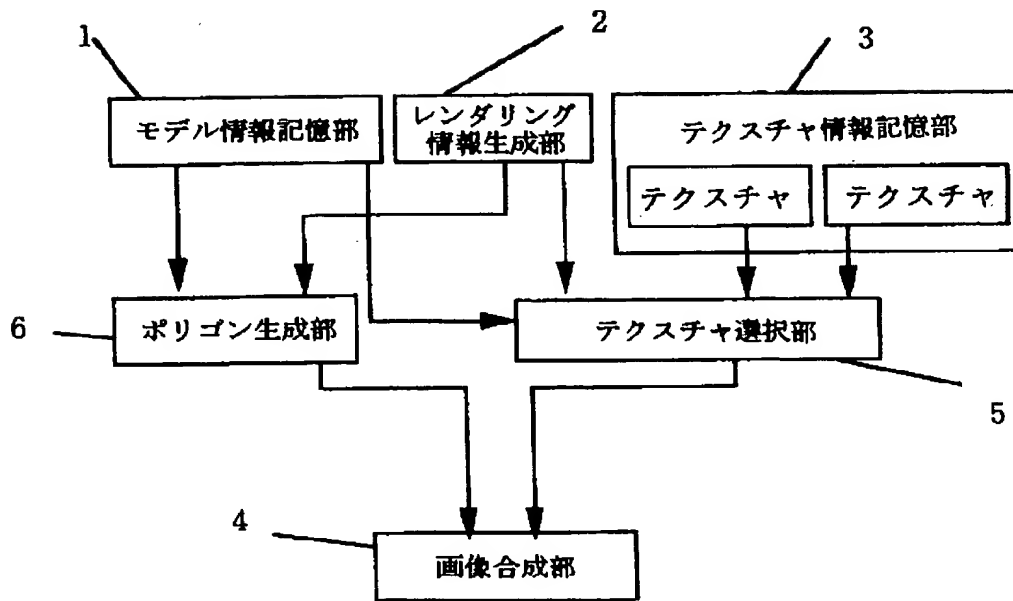 1
2
3
モデル情報記憶部
レンダリング
情報生成部
テクスチャ情報記憶部
テクスチャ
テクスチャ
6
ポリゴン生成部
テクスチャ選択部
5
4
画像合成部